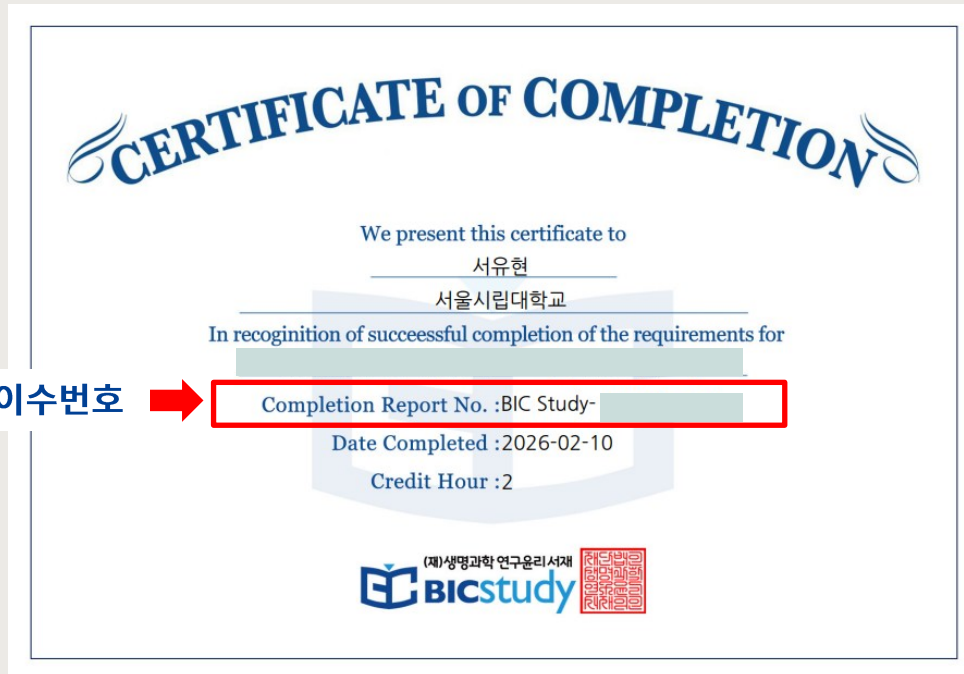 CERTIFICATE OF COMPLETION
We present this certificate to
서유현
서울시립대학교
In recoginition of succeessful completion of the requirements for
이수번호
Completion Report No. :BIC Study-
Date Completed :2026-02-10
Credit Hour :2
(재)생명과학 연구윤리 서재
BICstudy